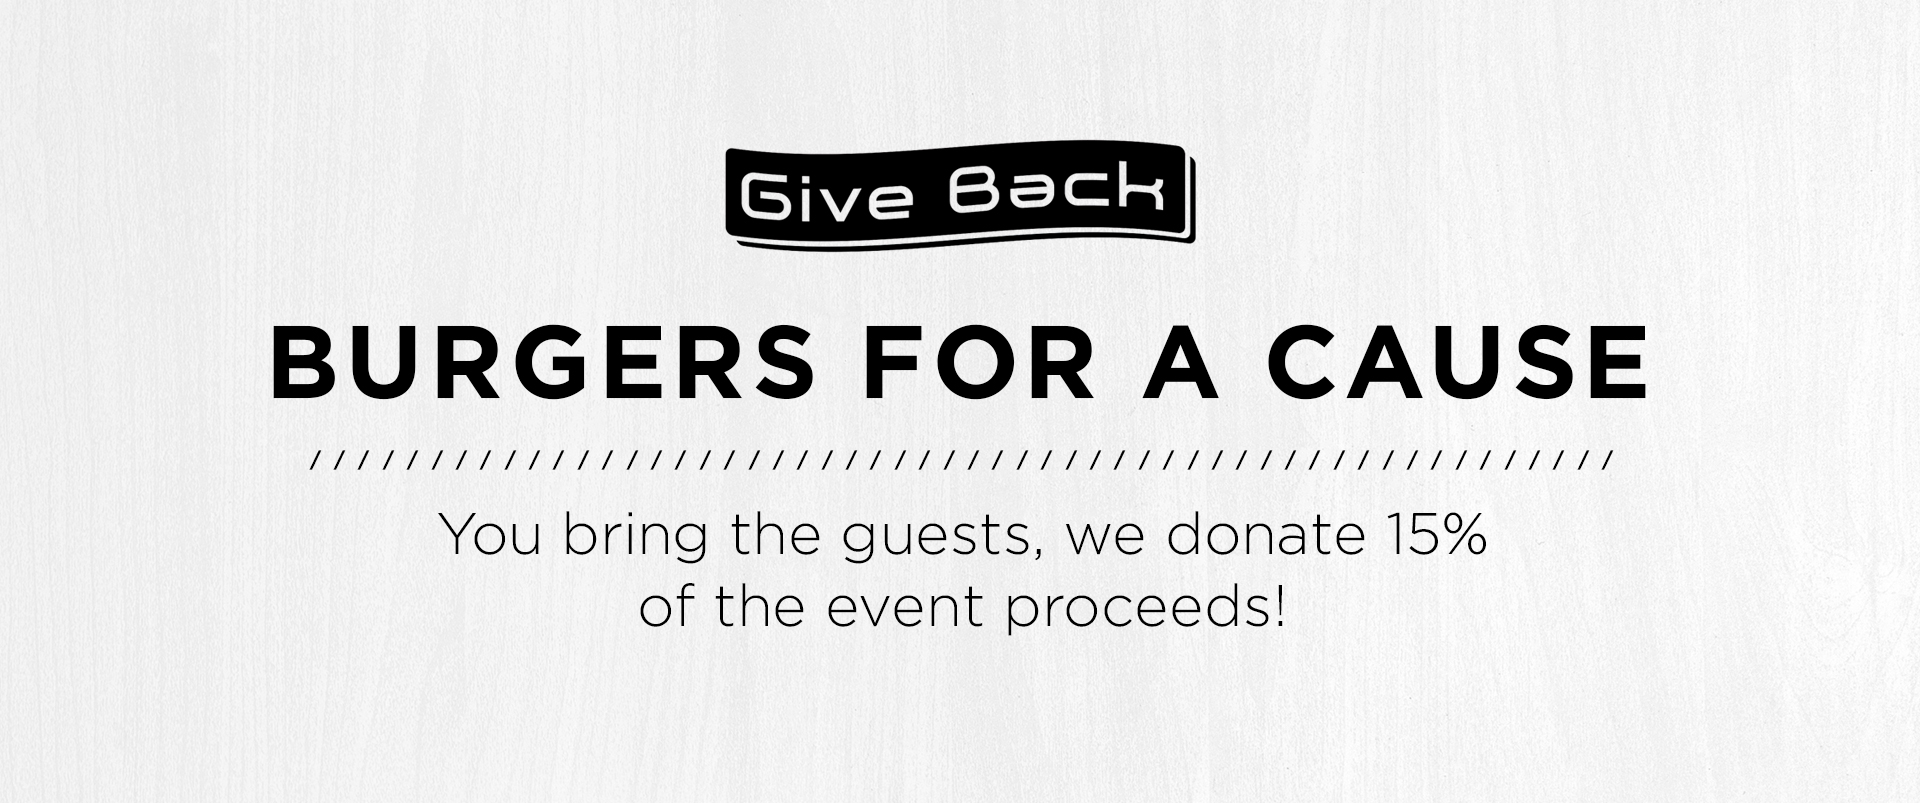 Give Back
BURGERS FOR A CAUSE
You bring the guests, we donate 15%
of the event proceeds!